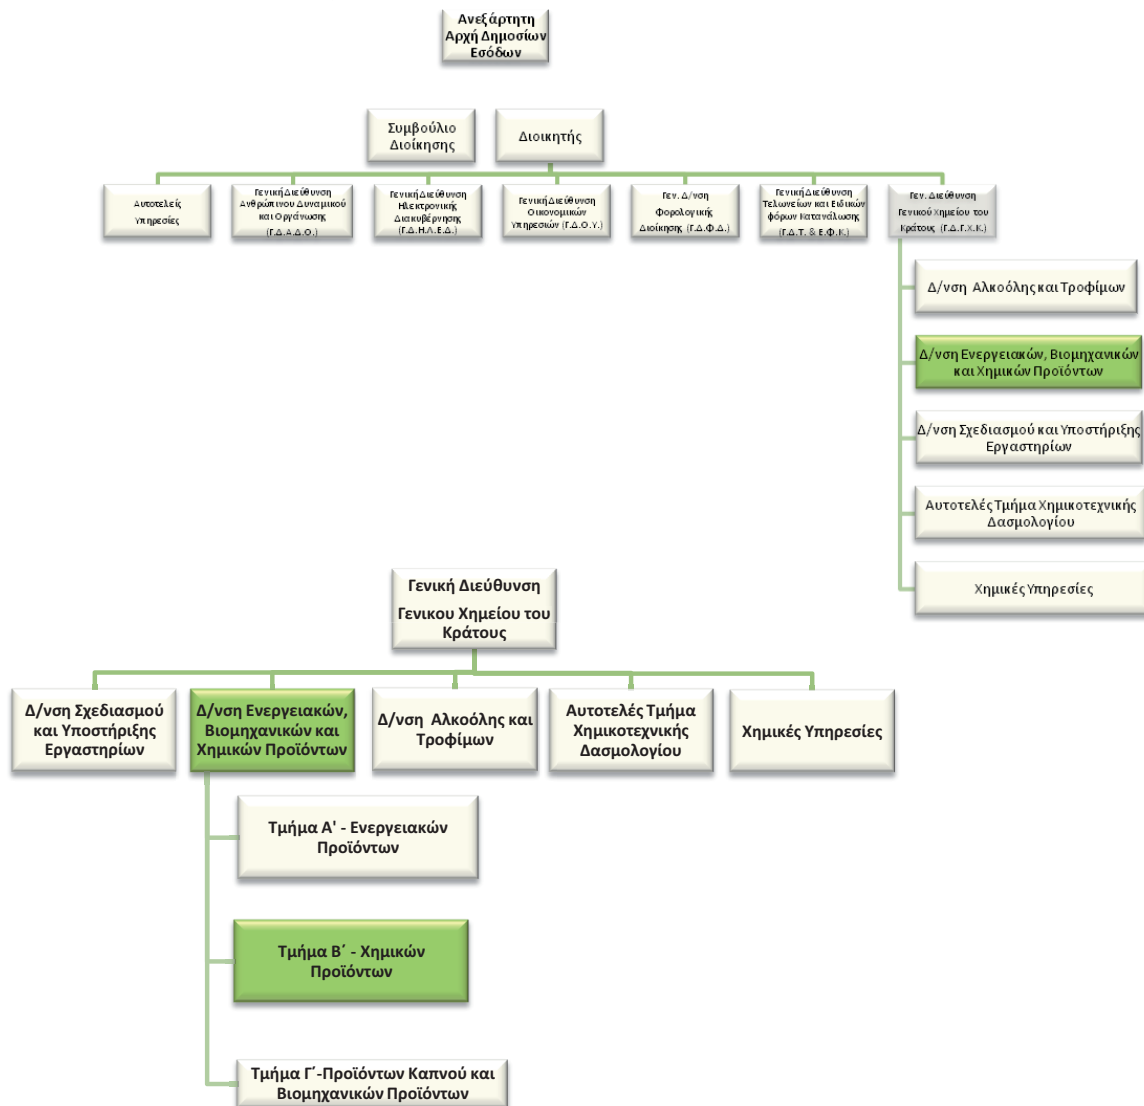 Ανεξάρτητη
Αρχή Δημοσίων
Εσόδων
Συμβούλιο
Διοίκησης
Διοικητής
Αυτοτελείς
Υπηρεσίες
Γενική Διεύθυνση
Ανθρώπινου Δυναμικού
και Οργάνωσης
(Γ.Δ.Α.Δ.Ο.)
Γενική Διεύθυνση
Ηλεκτρονικής
Διακυβέρνησης
(Γ.Δ.Η.Λ.Ε.Δ.)
Γενική Διεύθυνση
Οικονομικών
Υπηρεσιών (Γ.Δ.Ο.Υ.)
Γεν. Δ/νση
Φορολογικής
Διοίκησης (Γ.Δ.Φ.Δ.)
Γενική Διεύθυνση
Τελωνείων και Ειδικών
φόρων Κατανάλωσης
(Γ.Δ.Τ. & Ε.Φ.Κ.)
Γεν. Διεύθυνση
Γενικού Χημείου του
Κράτους (Γ.Δ.Γ.Χ.Κ.)
Δ/νση Αλκοόλης και Τροφίμων
Δ/νση Ενεργειακών, Βιομηχανικών
και Χημικών Προϊόντων
Δ/νση Σχεδιασμού και Υποστήριξης
Εργαστηρίων
Αυτοτελές Τμήμα Χημικοτεχνικής
Δασμολογίου
Χημικές Υπηρεσίες
Γενική Διεύθυνση
Γενικου Χημείου του
Κράτους
Δ/νση Σχεδιασμού
και Υποστήριξης
Εργαστηρίων
Δ/νση Ενεργειακών,
Βιομηχανικών και
Χημικών Προϊόντων
Δ/νση Αλκοόλης και
Τροφίμων
Αυτοτελές Τμήμα
Χημικοτεχνικής
Δασμολογίου
Χημικές Υπηρεσίες
Τμήμα Α' - Ενεργειακών
Προϊόντων
Τμήμα Β΄ - Χημικών
Προϊόντων
Τμήμα Γ΄-Προϊόντων Καπνού και
Βιομηχανικών Προϊόντων